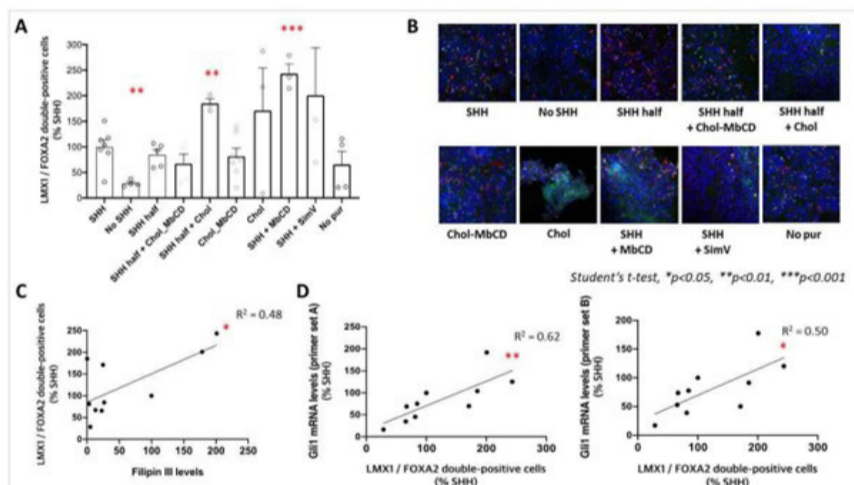 A
LMX1 / FOXA2 double-positive cells
(% SHH)
300
250
200
150
100
50
0
**
**
***
SHH
No SHH
SHH half
SHH half + Chol_MbCD
SHH half + Chol
Chol_MbCD
Chol
SHH + MbCD
SHH + SimV
No pur
B
SHH
No SHH
SHH half
SHH half
+ Chol-MbCD
SHH half
+ Chol
Chol-MbCD
Chol
SHH
+ MbCD
SHH
+ SimV
No pur
Student's t-test, *p<0.05, **p<0.01, ***p<0.001
C
LMX1 / FOXA2 double-positive cells
(% SHH)
300
250
200
150
100
50
0
0
50
100
150
200
250
Filipin III levels
*
R² = 0.48
D
Gli1 mRNA levels (primer set A)
(% SHH)
250
200
150
100
50
0
0
100
200
300
LMX1 / FOXA2 double-positive cells
(% SHH)
R² = 0.62
**
Gli1 mRNA levels (primer set B)
(% SHH)
200
150
100
50
0
0
100
200
300
LMX1 / FOXA2 double-positive cells
(% SHH)
R² = 0.50
*